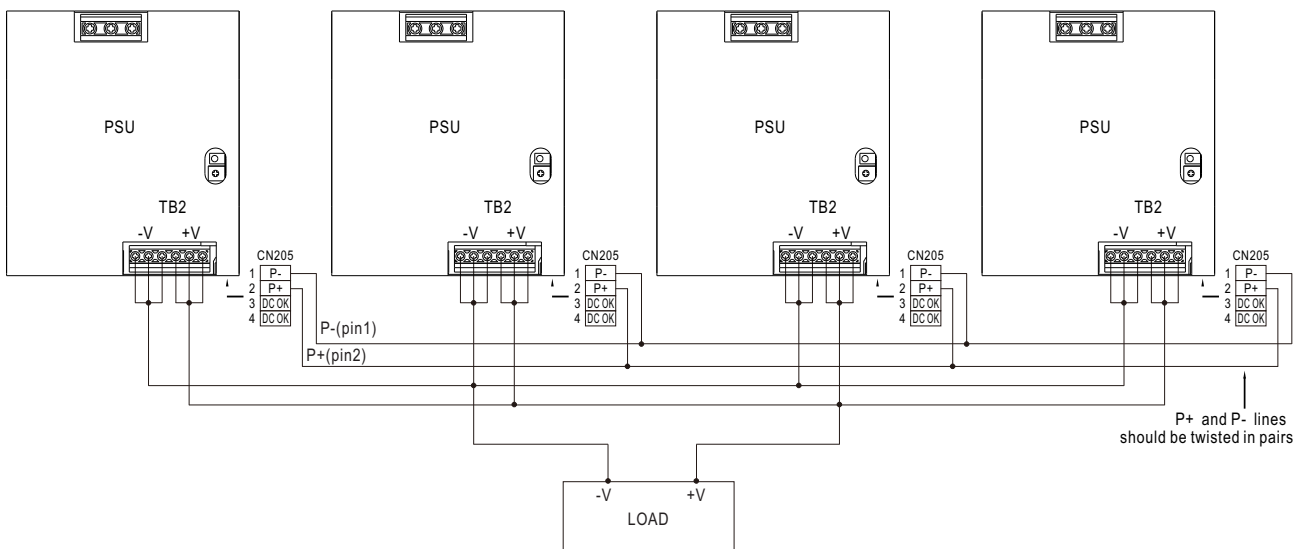 PSU PSU PSU PSU
TB2 TB2 TB2 TB2
-V +V -V +V -V +V -V +V
CN205 CN205 CN205 CN205
1 P- 1 P- 1 P- 1 P-
2 P+ 2 P+ 2 P+ 2 P+
3 DC OK 3 DC OK 3 DC OK 3 DC OK
4 DC OK 4 DC OK 4 DC OK 4 DC OK
P-(pin1)
P+(pin2)
P+ and P- lines
should be twisted in pairs
-V +V
LOAD